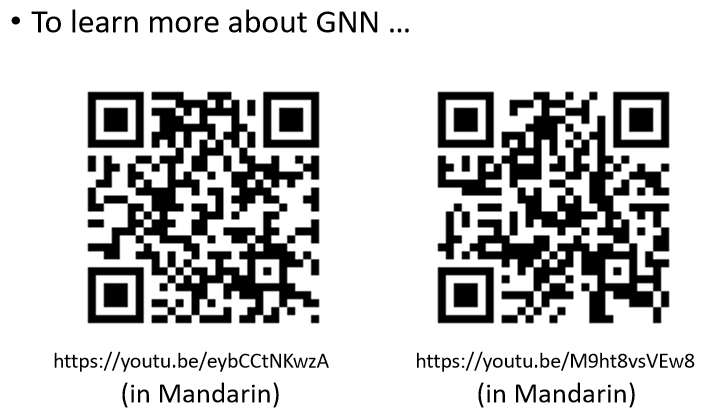 • To learn more about GNN …
https://youtu.be/eybCCtNKwzA
(in Mandarin)
https://youtu.be/M9ht8vsVEw8
(in Mandarin)